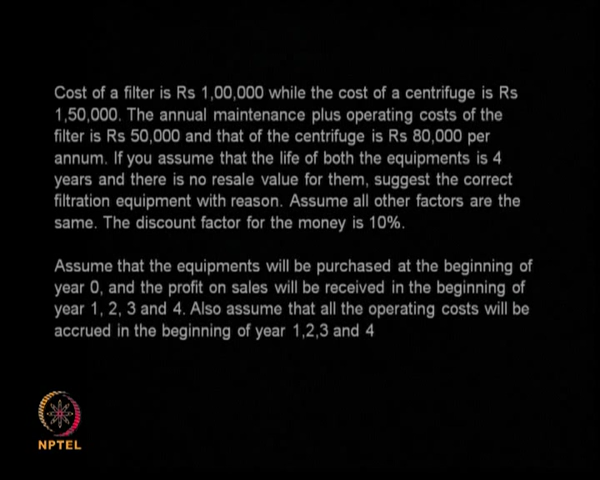 Cost of a filter is Rs 1,00,000 while the cost of a centrifuge is Rs
1,50,000. The annual maintenance plus operating costs of the
filter is Rs 50,000 and that of the centrifuge is Rs 80,000 per
annum. If you assume that the life of both the equipments is 4
years and there is no resale value for them, suggest the correct
filtration equipment with reason. Assume all other factors are the
same. The discount factor for the money is 10%.
Assume that the equipments will be purchased at the beginning of
year 0, and the profit on sales will be received in the beginning of
year 1, 2, 3 and 4. Also assume that all the operating costs will be
accrued in the beginning of year 1,2,3 and 4
NPTEL